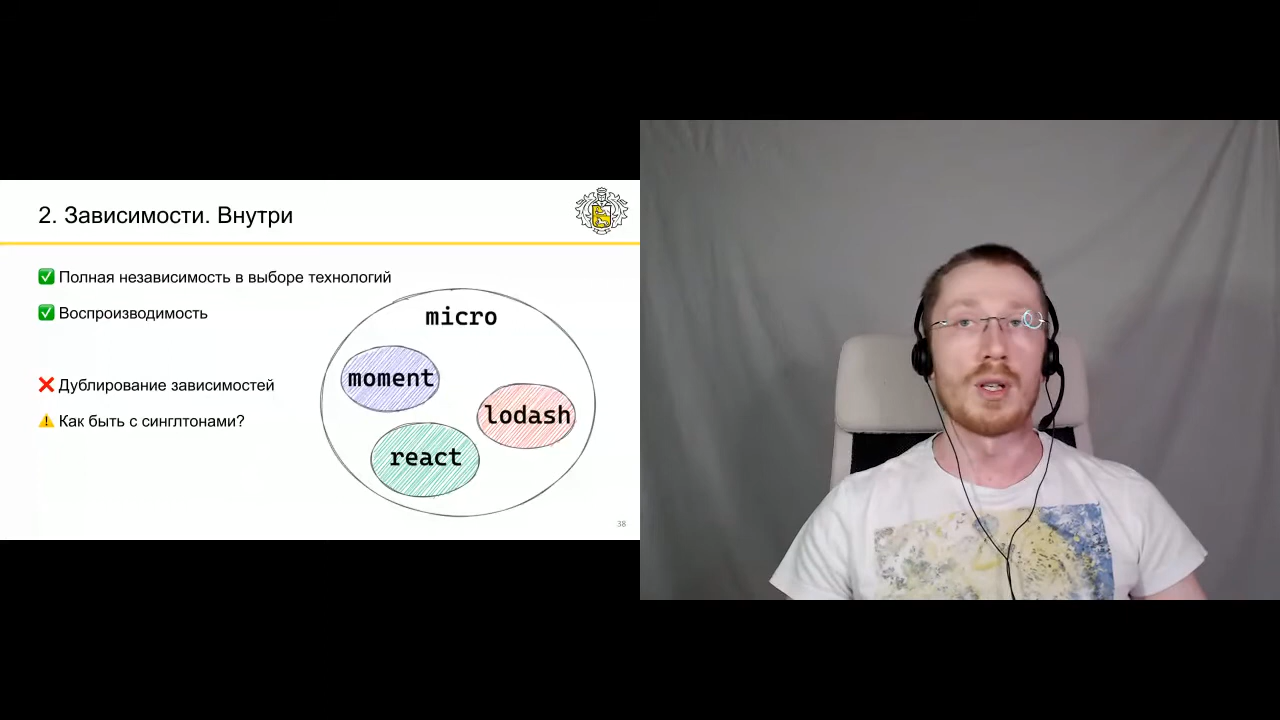 2. Зависимости. Внутри
Полная независимость в выборе технологий
Воспроизводимость
Дублирование зависимостей
Как быть с синглтонами?
micro
moment
lodash
react
38